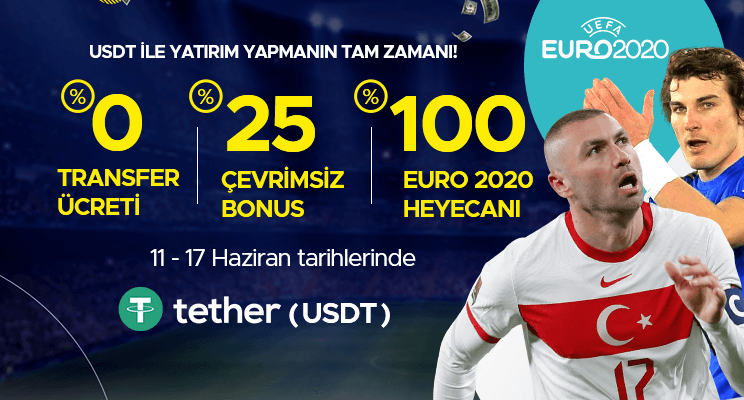 USDT İLE YATIRIM YAPMANIN TAM ZAMANI!
UEFA
EURO2020
%0
TRANSFER
ÜCRETİ
%25
ÇEVRİMSİZ
BONUS
%100
EURO 2020
HEYECANI
11 - 17 Haziran tarihlerinde
tether (USDT)
17